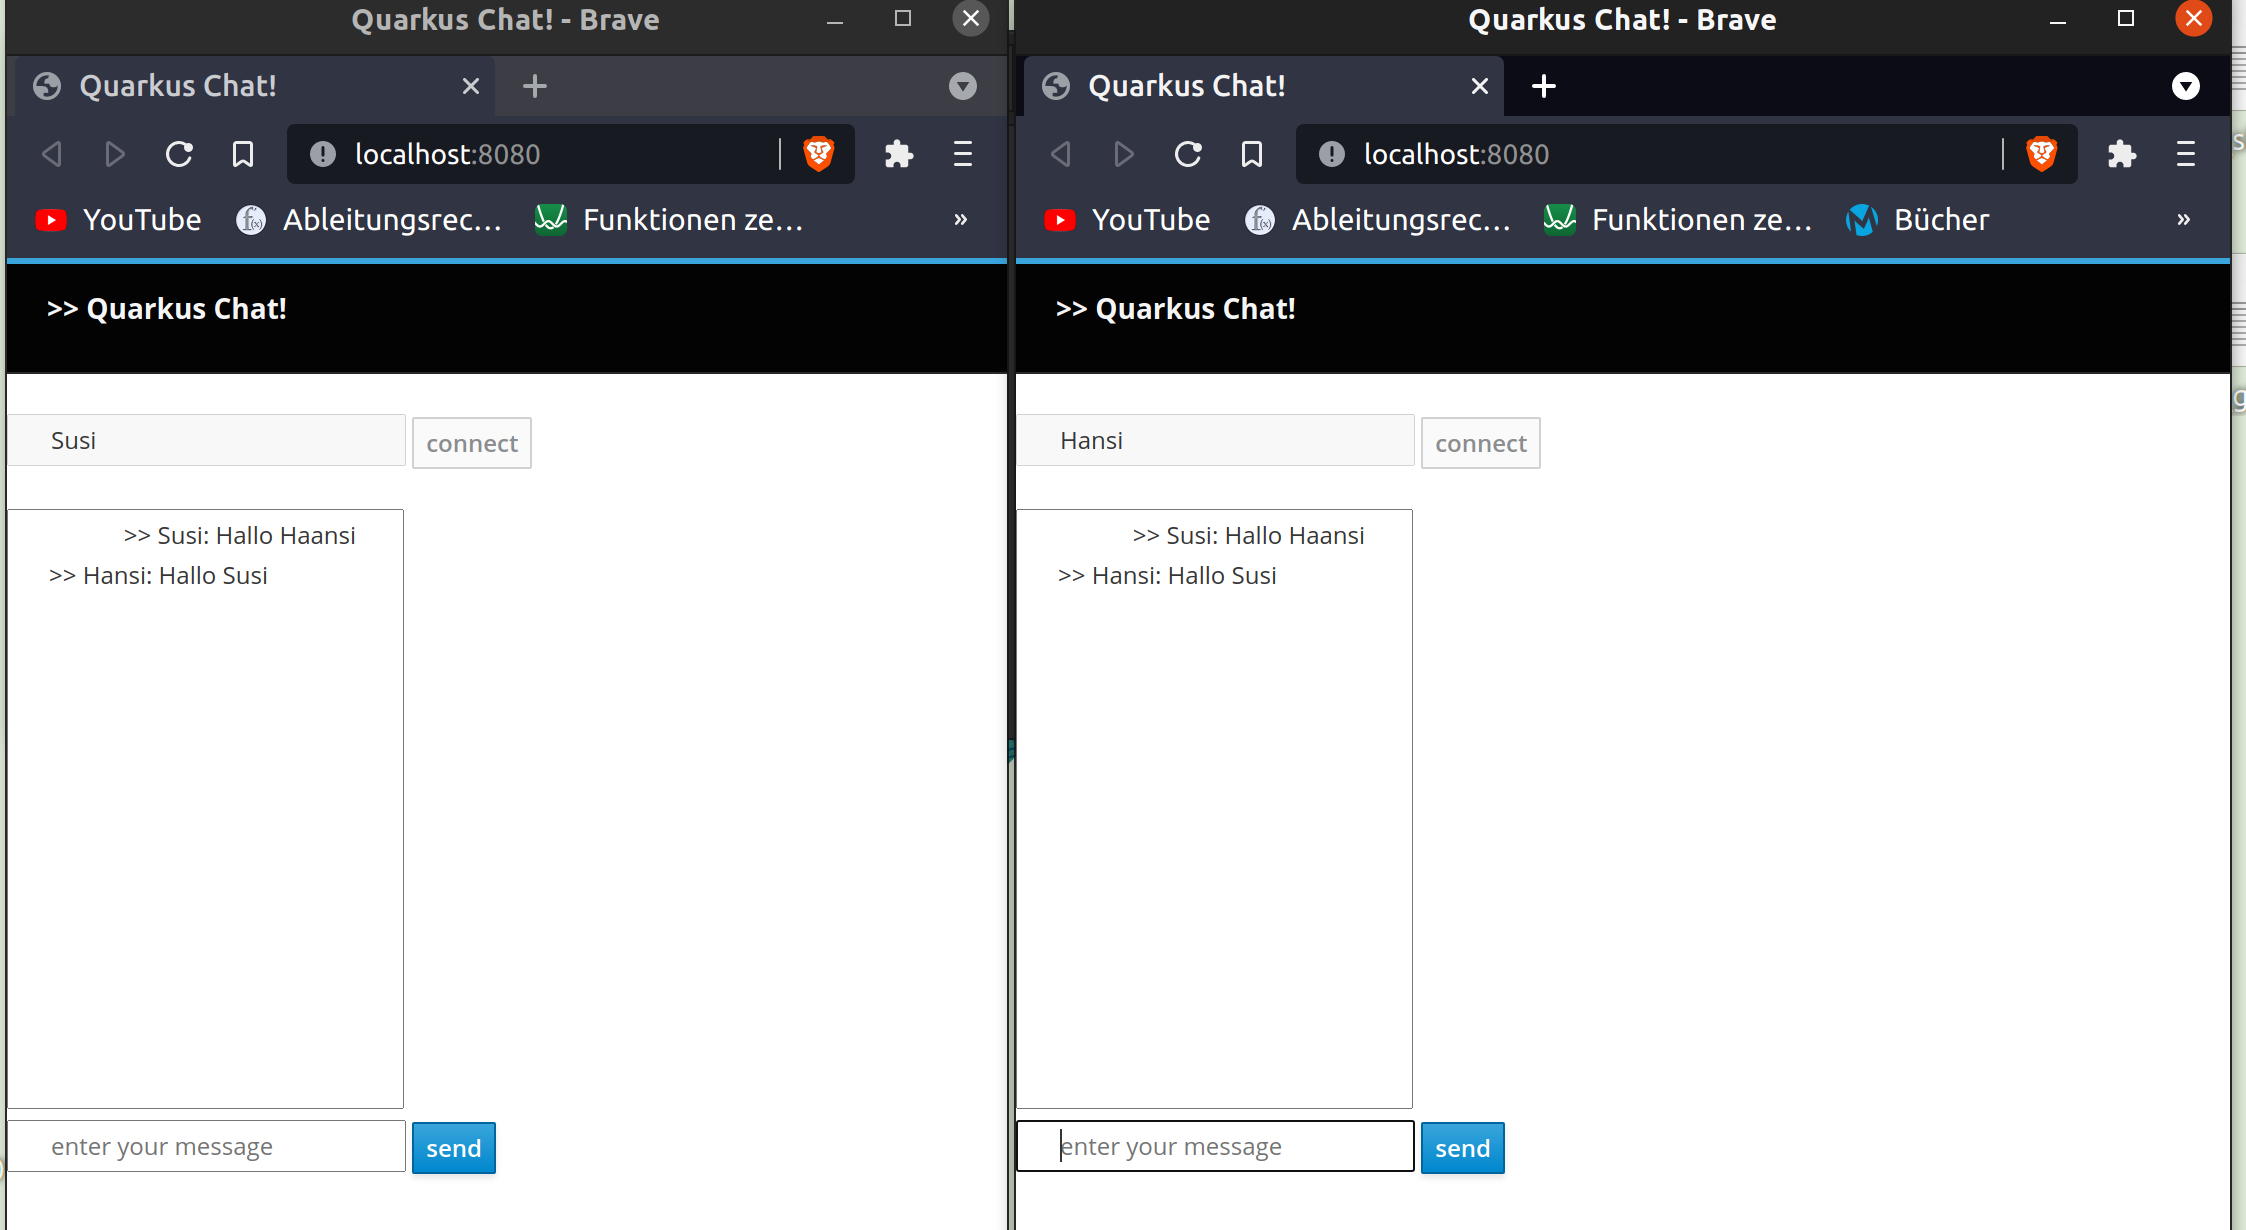 Quarkus Chat! - Brave
Quarkus Chat!
localhost:8080
YouTube Ableitungsrec... Funktionen ze... »
>> Quarkus Chat!
Susi connect
>> Susi: Hallo Haansi
>> Hansi: Hallo Susi
enter your message send
Quarkus Chat! - Brave
Quarkus Chat!
localhost:8080
YouTube Ableitungsrec... Funktionen ze... Bücher »
>> Quarkus Chat!
Hansi connect
>> Susi: Hallo Haansi
>> Hansi: Hallo Susi
enter your message send